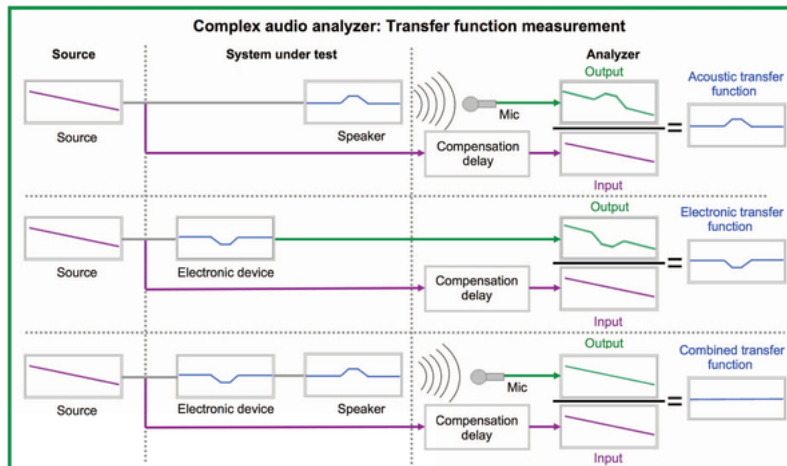 Complex audio analyzer: Transfer function measurement
Source
System under test
Analyzer
Output
Acoustic transfer
function
Source
Speaker
Mic
Compensation
delay
Input
Output
Electronic transfer
function
Source
Electronic device
Compensation
delay
Input
Output
Combined transfer
function
Source
Electronic device
Speaker
Mic
Compensation
delay
Input